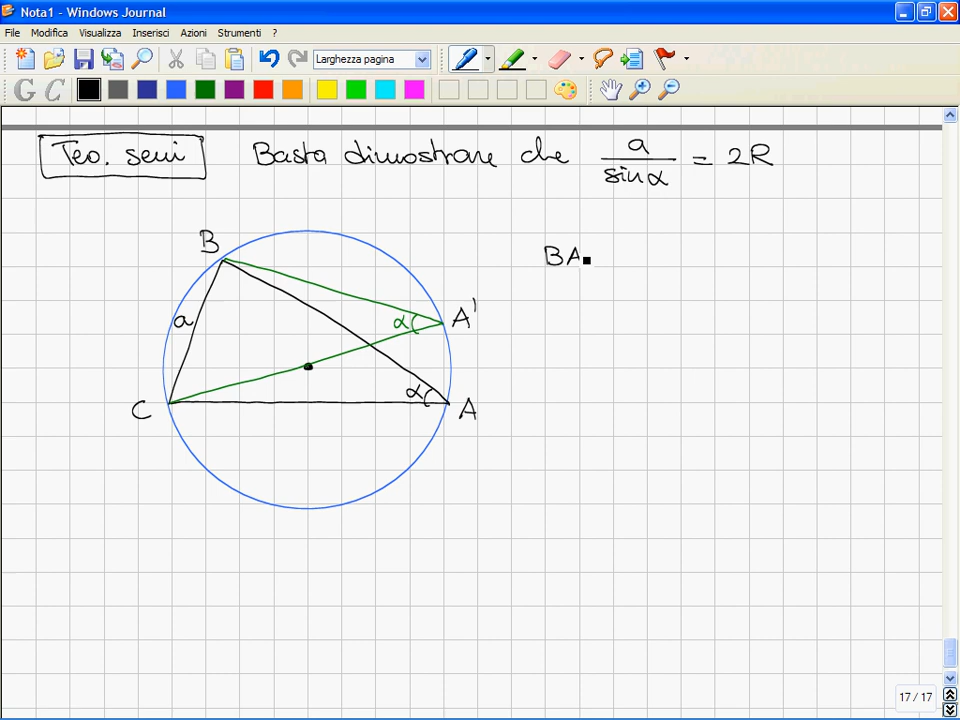 Nota1 - Windows Journal
File Modifica Visualizza Inserisci Azioni Strumenti ?
Larghezza pagina
G C
Teo. seni Basta dimostrare che a/sinα = 2R
B
BA
a
α
A'
α
C
A
17 / 17